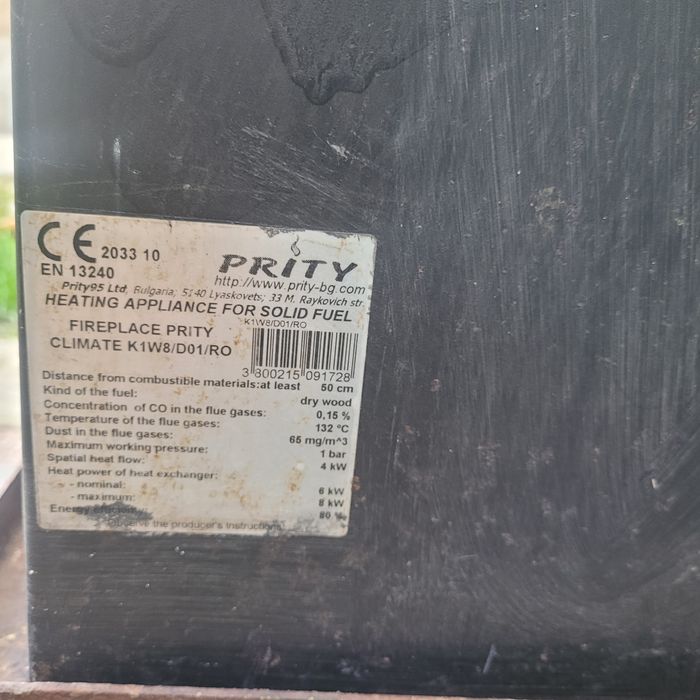 CE 2033 10
EN 13240
PRITY
http://www.prity-bg.com
Prity95 Ltd, Bulgaria; 5140 Lyaskovets; 33 M. Raykovich str.
HEATING APPLIANCE FOR SOLID FUEL
FIREPLACE PRITY
CLIMATE K1W8/D01/RO
K1W8/D01/RO
3 800215 091728
Distance from combustible materials:at least 50 cm
Kind of the fuel: dry wood
Concentration of CO in the flue gases: 0,15 %
Temperature of the flue gases: 132 °C
Dust in the flue gases: 65 mg/m^3
Maximum working pressure: 1 bar
Spatial heat flow: 4 kW
Heat power of heat exchanger:
- nominal: 6 kW
- maximum: 8 kW
Energy efficiency: 80 %
Observe the producer's instructions